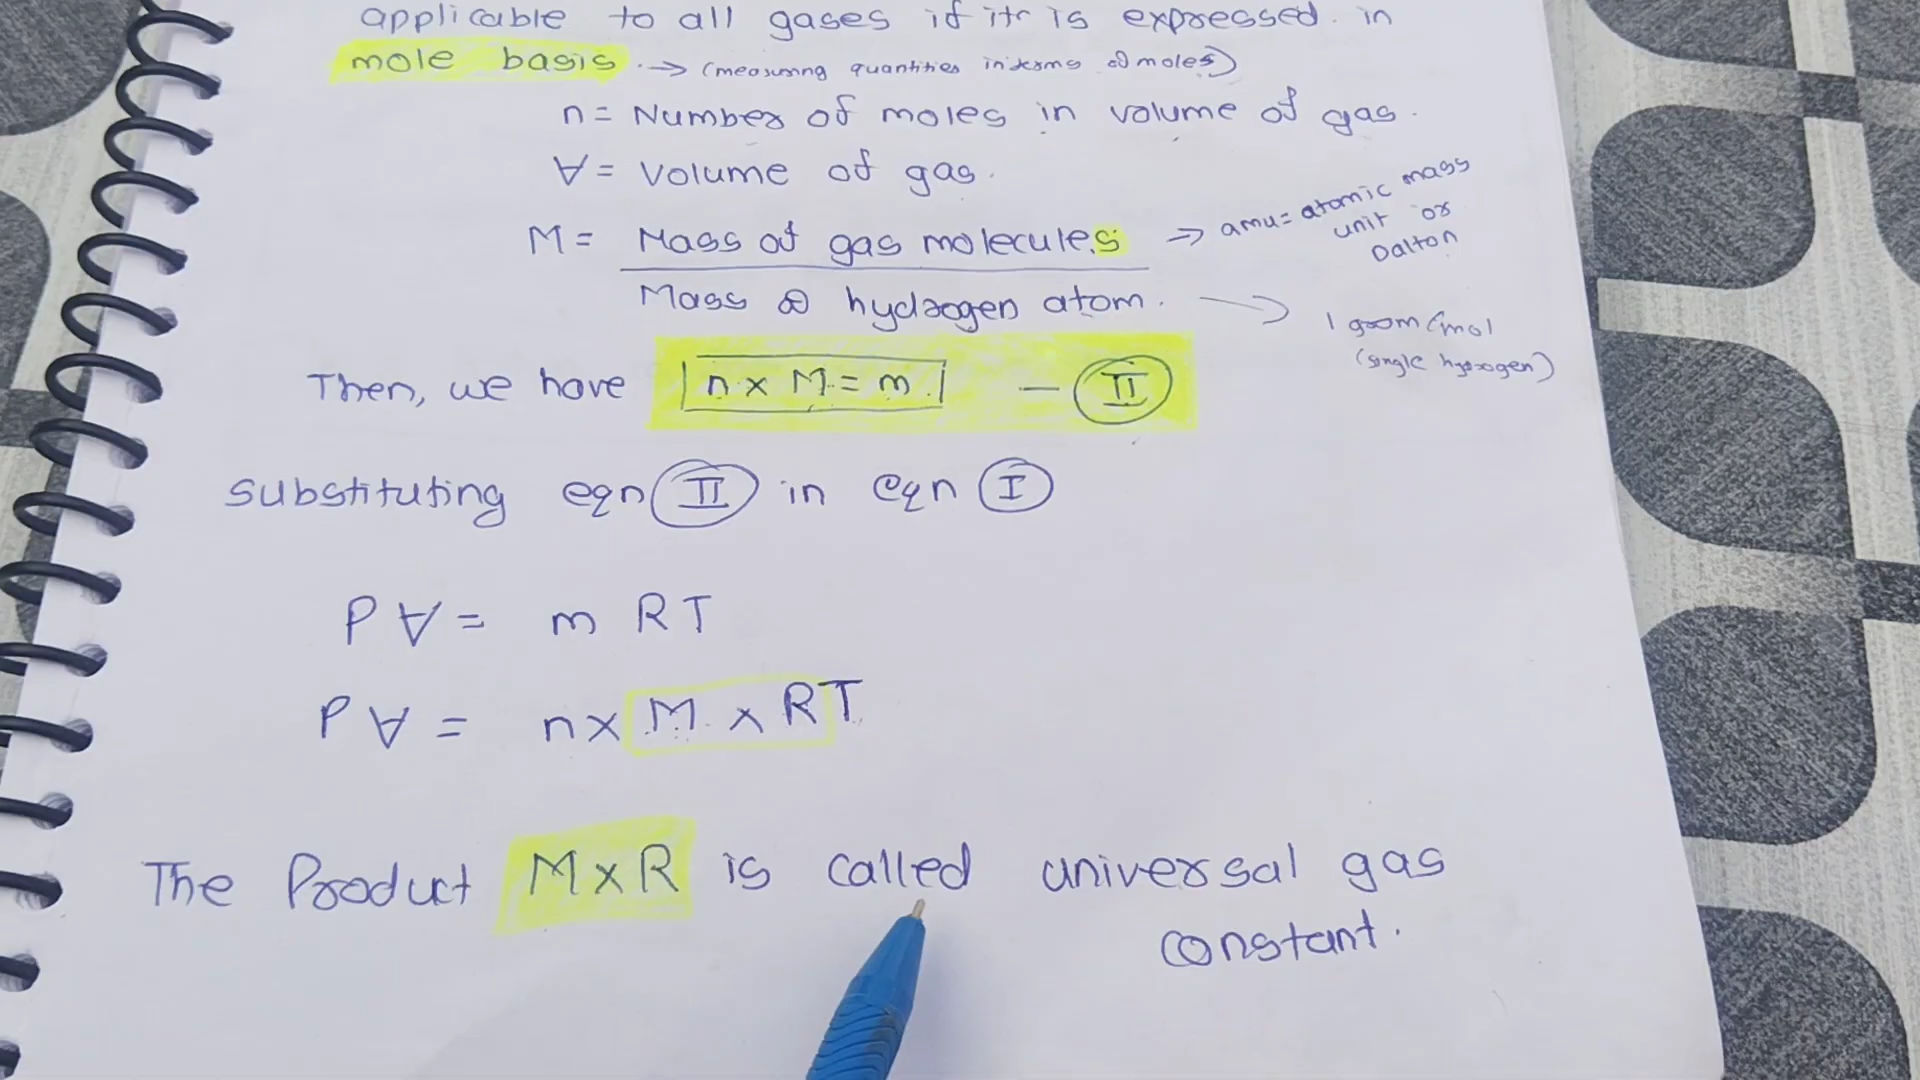 applicable to all gases if it is expressed in
mole basis. → (measuring quantities in terms of moles)
n = Number of moles in volume of gas.
∀ = Volume of gas.
M = Mass of gas molecules → amu = atomic mass unit or Dalton
Mass of hydrogen atom. → 1 gram/mol (single hydrogen)
Then, we have n × M = m — II
substituting eqn II in eqn I
P ∀ = m RT
P ∀ = n × M × RT
The Product M×R is called universal gas
constant.